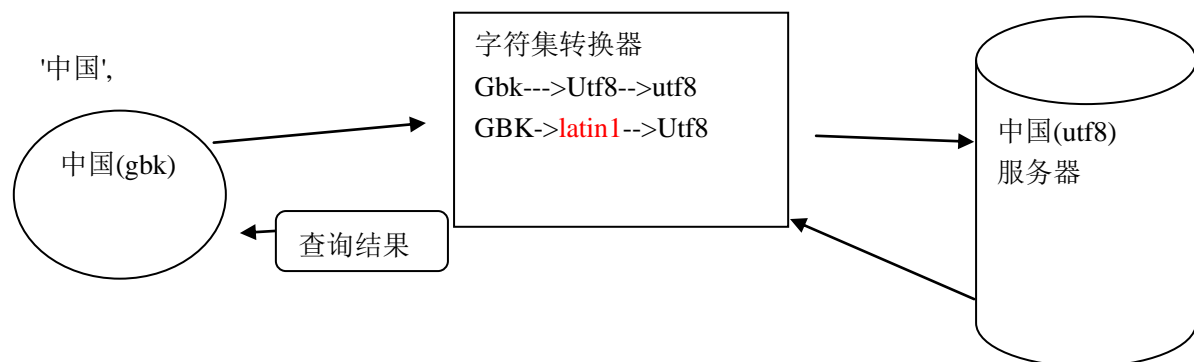 '中国',
中国(gbk)
字符集转换器
Gbk--->Utf8-->utf8
GBK->latin1-->Utf8
查询结果
中国(utf8)
服务器